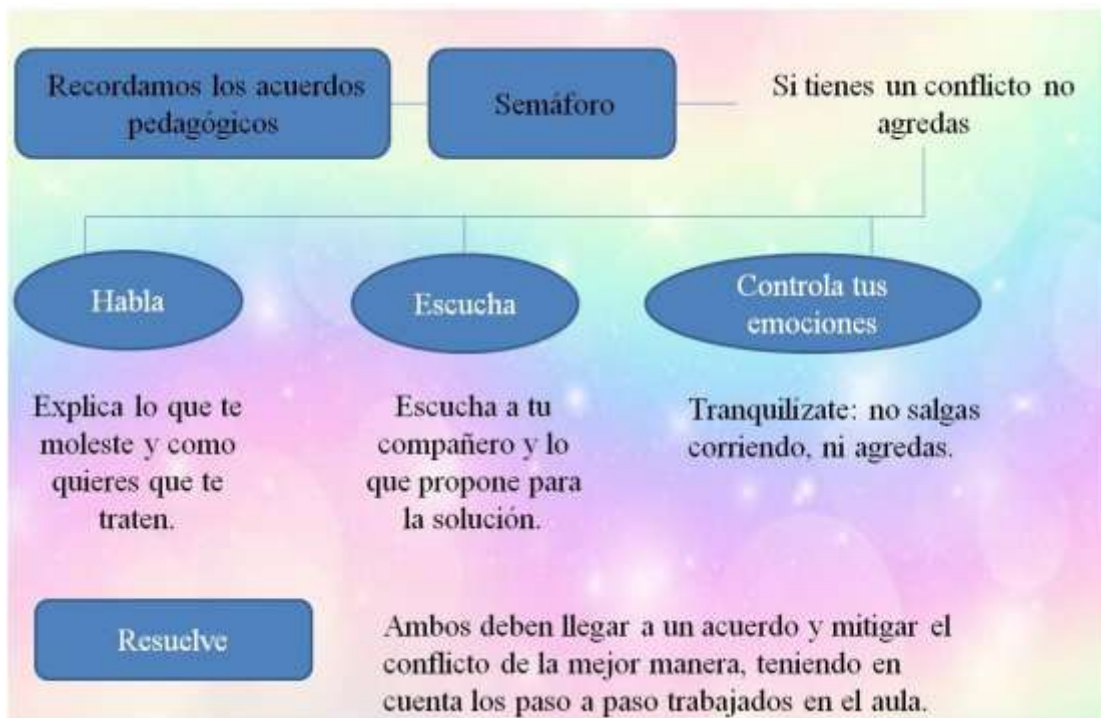 Recordamos los acuerdos
pedagógicos
Semáforo
Si tienes un conflicto no
agredas
Habla
Escucha
Controla tus
emociones
Explica lo que te
moleste y como
quieres que te
traten.
Escucha a tu
compañero y lo
que propone para
la solución.
Tranquilízate: no salgas
corriendo, ni agredas.
Resuelve
Ambos deben llegar a un acuerdo y mitigar el
conflicto de la mejor manera, teniendo en
cuenta los paso a paso trabajados en el aula.